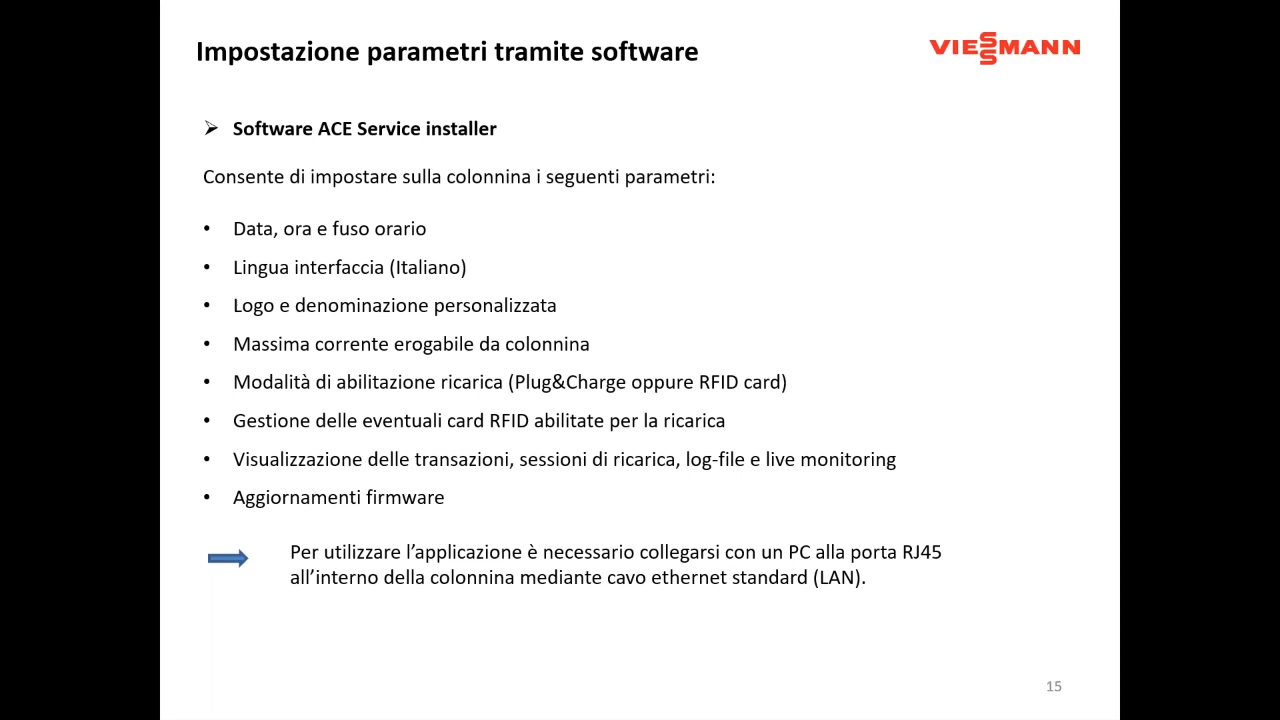 Impostazione parametri tramite software
VIESSMANN
Software ACE Service installer
Consente di impostare sulla colonnina i seguenti parametri:
• Data, ora e fuso orario
• Lingua interfaccia (Italiano)
• Logo e denominazione personalizzata
• Massima corrente erogabile da colonnina
• Modalità di abilitazione ricarica (Plug&Charge oppure RFID card)
• Gestione delle eventuali card RFID abilitate per la ricarica
• Visualizzazione delle transazioni, sessioni di ricarica, log-file e live monitoring
• Aggiornamenti firmware
Per utilizzare l’applicazione è necessario collegarsi con un PC alla porta RJ45
all’interno della colonnina mediante cavo ethernet standard (LAN).
15